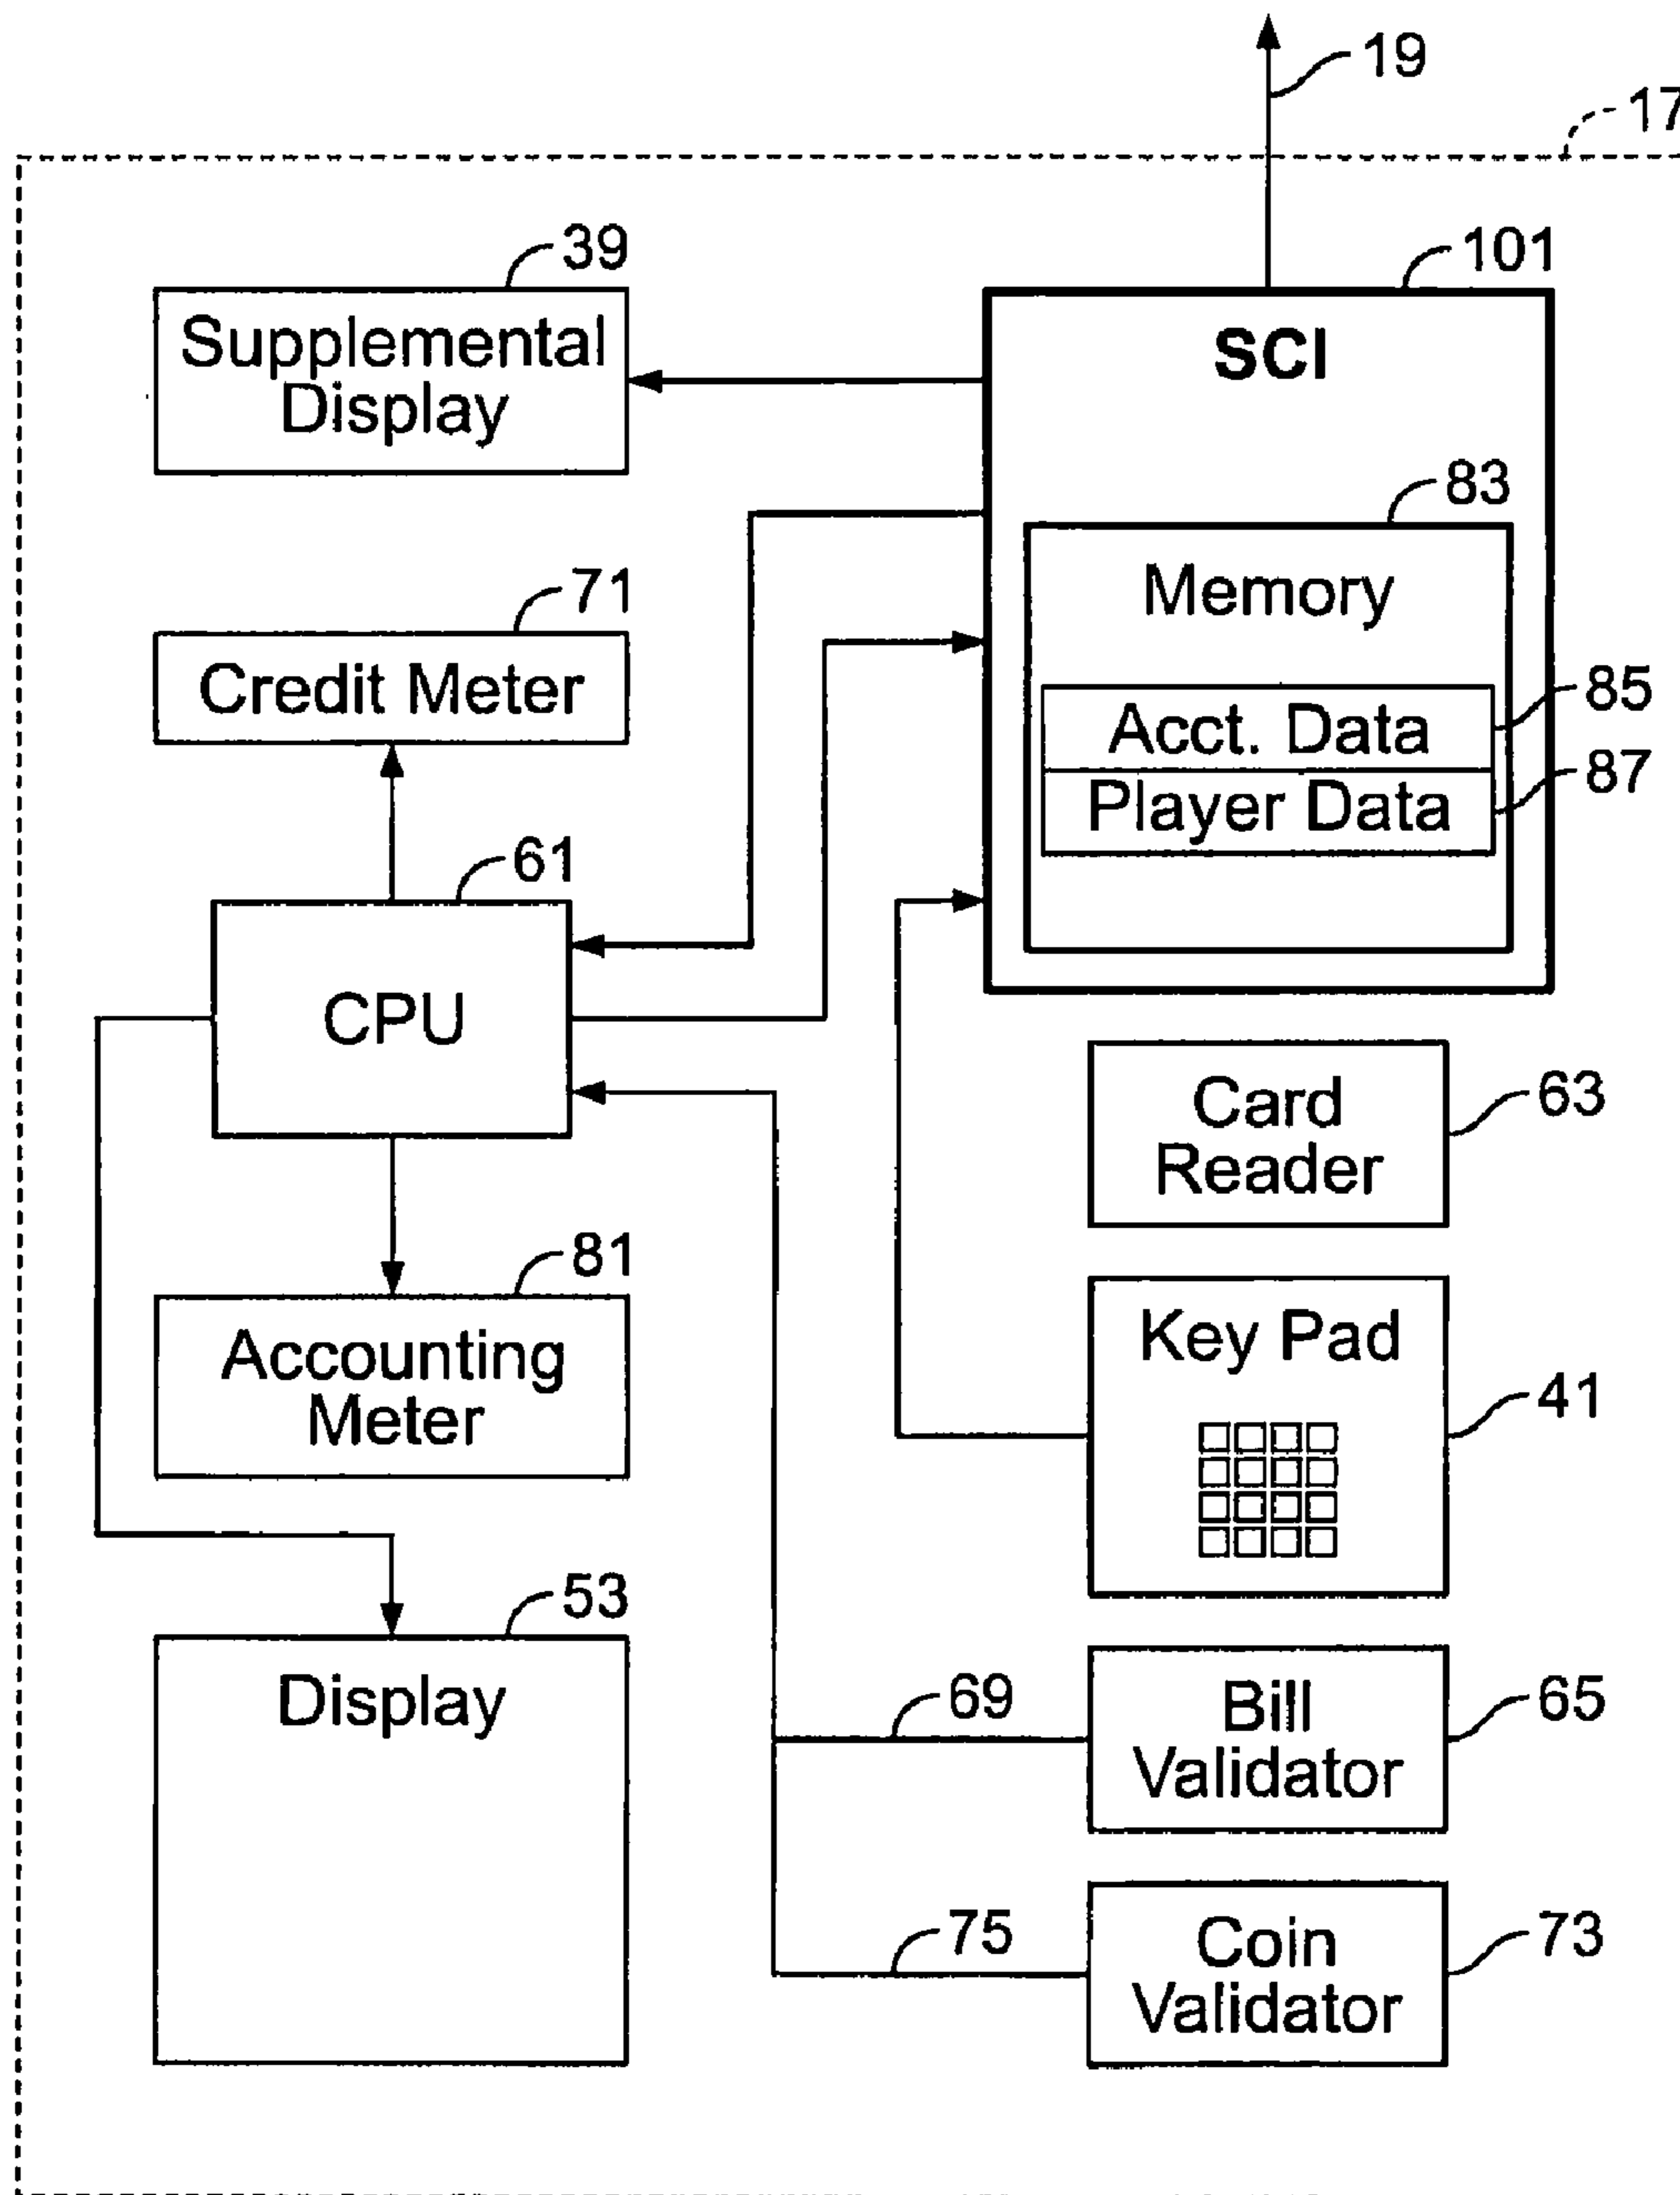 19
17
39
Supplemental
Display
101
SCI
83
Memory
71
Credit Meter
85
Acct. Data
87
Player Data
61
CPU
63
Card
Reader
81
Accounting
Meter
Key Pad
41
53
Display
69
Bill
Validator
65
75
Coin
Validator
73